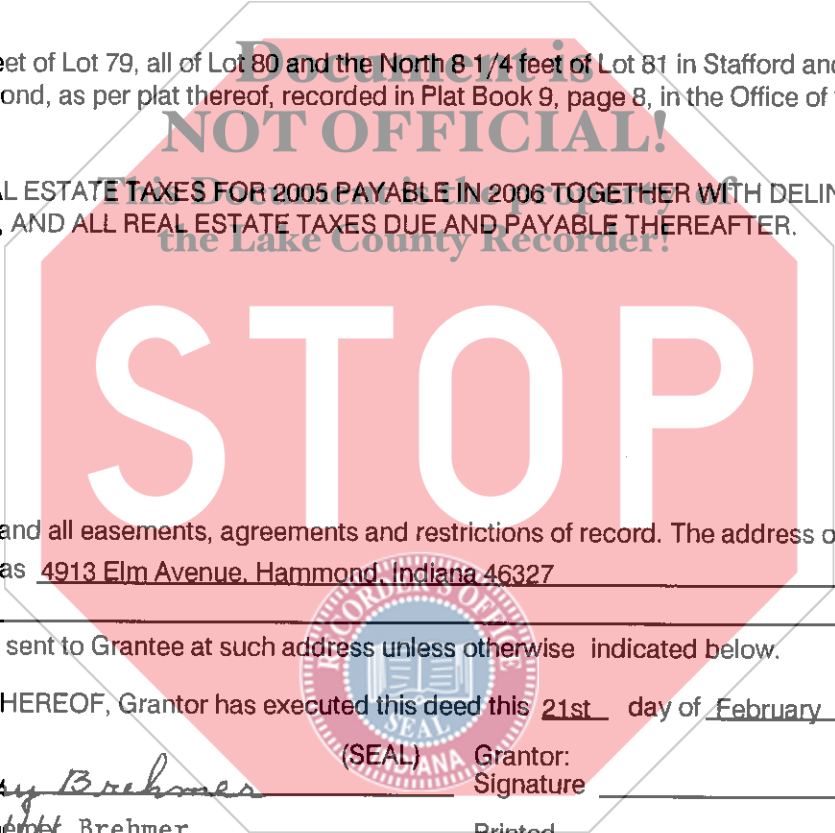 eet of Lot 79, all of Lot 80 and the North 8 1/4 feet of Lot 81 in Stafford and
Document is
ond, as per plat thereof, recorded in Plat Book 9, page 8, in the Office of
NOT OFFICIAL!
AL ESTATE TAXES FOR 2005 PAYABLE IN 2006 TOGETHER WITH DELIN
This Document is the property of
, AND ALL REAL ESTATE TAXES DUE AND PAYABLE THEREAFTER.
the Lake County Recorder!
STOP
and all easements, agreements and restrictions of record. The address o
as 4913 Elm Avenue, Hammond, Indiana 46327
RECORDER'S OFFICE
sent to Grantee at such address unless otherwise indicated below.
HEREOF, Grantor has executed this deed this 21st day of February
SEAL
INDIANA
(SEAL) Grantor:
Brehmer Signature
Brehmer Printed